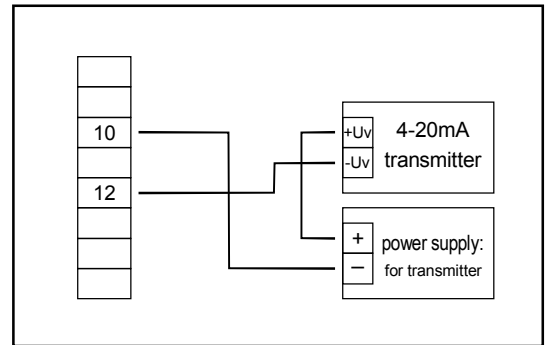 10
12
+Uv
-Uv
4-20mA
transmitter
+
−
power supply:
for transmitter